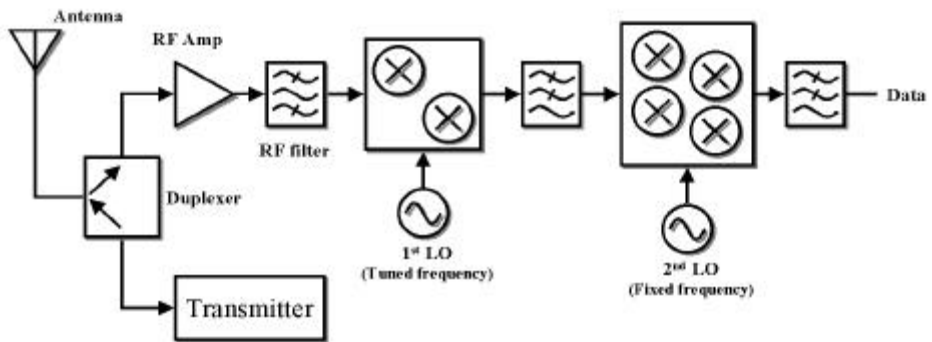 Antenna
RF Amp
RF filter
Data
Duplexer
1st LO
(Tuned frequency)
2nd LO
(Fixed frequency)
Transmitter